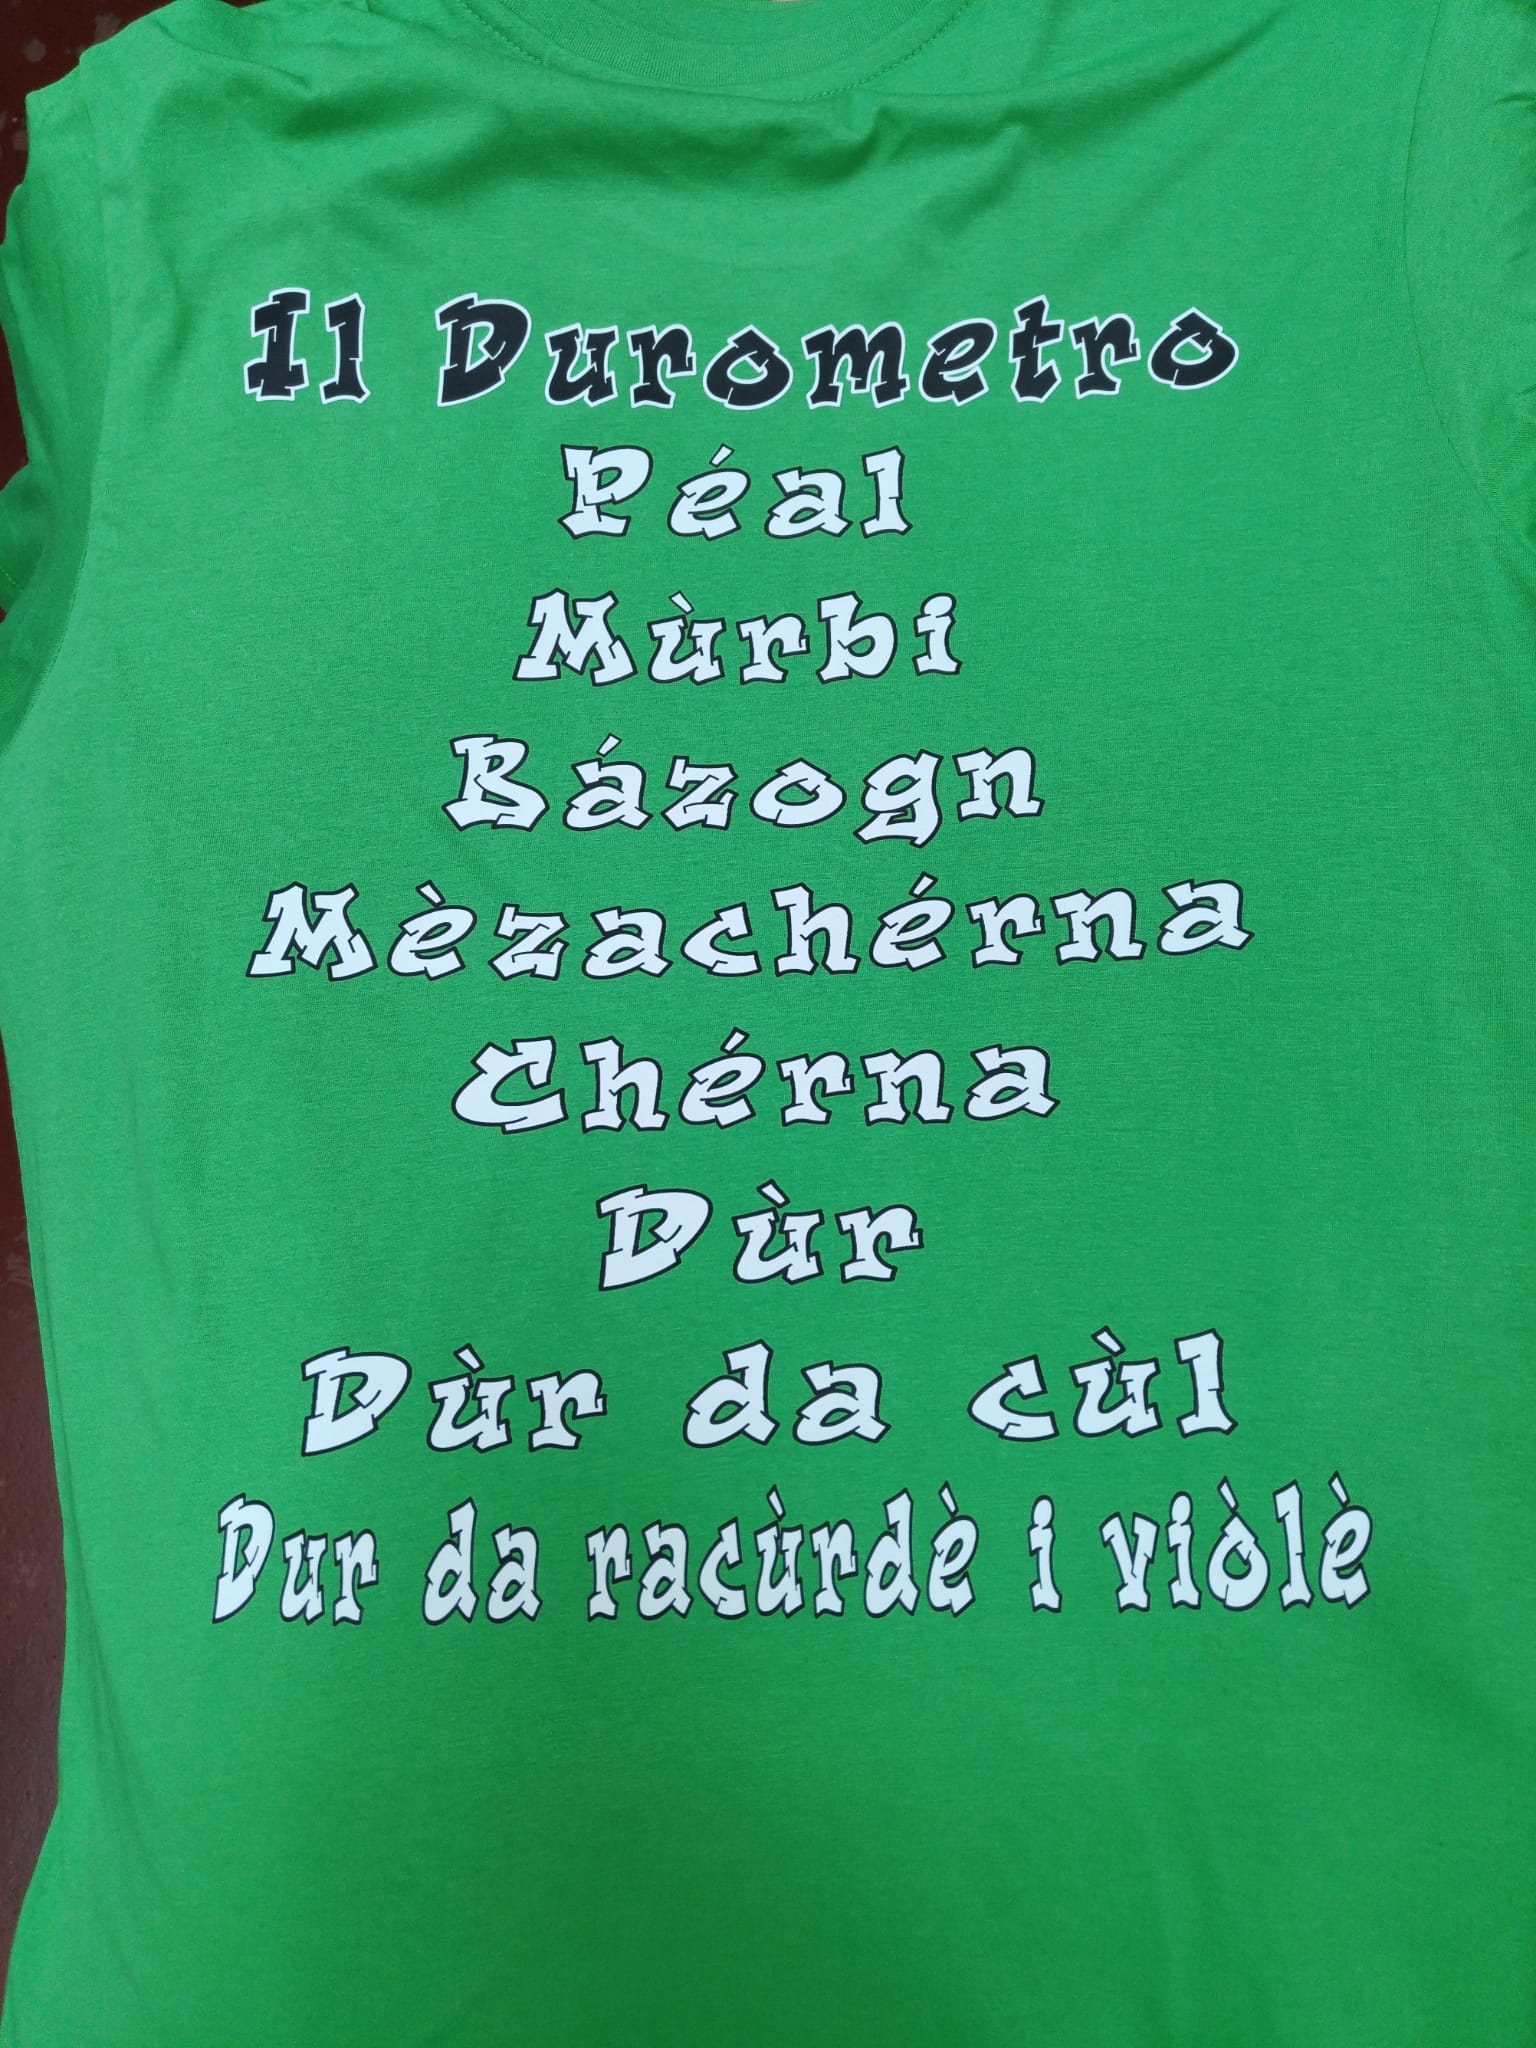 Il Durometro
Péal
Mùrbi
Bázogn
Mèzachérna
Chérna
Dùr
Dùr da cùl
Dur da racùrdè i viòlè